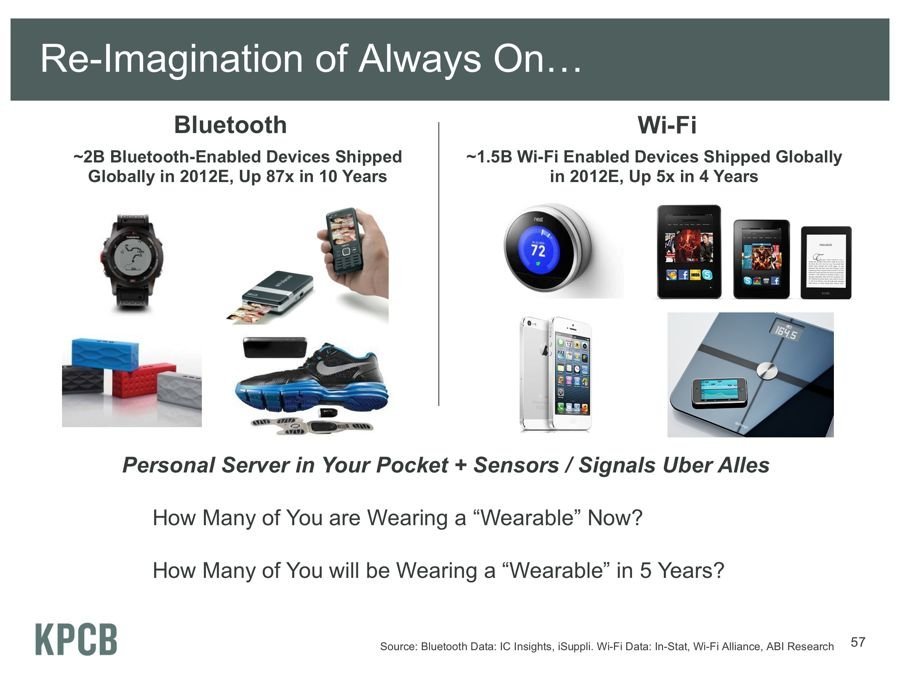 Re-Imagination of Always On…
Bluetooth
~2B Bluetooth-Enabled Devices Shipped
Globally in 2012E, Up 87x in 10 Years
Wi-Fi
~1.5B Wi-Fi Enabled Devices Shipped Globally
in 2012E, Up 5x in 4 Years
nest
72
164.5
Personal Server in Your Pocket + Sensors / Signals Uber Alles
How Many of You are Wearing a “Wearable” Now?
How Many of You will be Wearing a “Wearable” in 5 Years?
KPCB
Source: Bluetooth Data: IC Insights, iSuppli. Wi-Fi Data: In-Stat, Wi-Fi Alliance, ABI Research
57